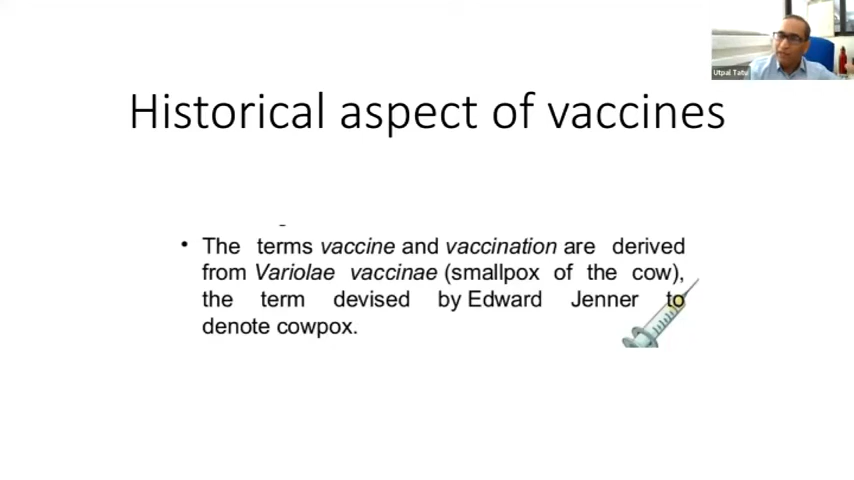 Utpal Tatu
Historical aspect of vaccines
• The terms vaccine and vaccination are derived
from Variolae vaccinae (smallpox of the cow),
the term devised by Edward Jenner to
denote cowpox.